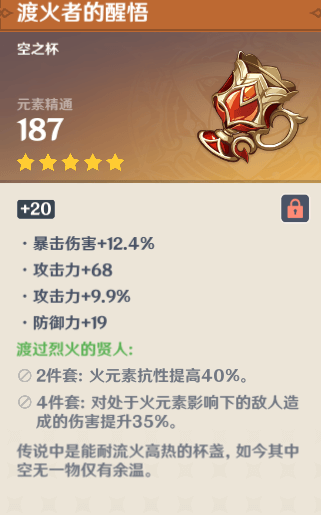 渡火者的醒悟
空之杯
元素精通
187
+20
·暴击伤害+12.4%
·攻击力+68
·攻击力+9.9%
·防御力+19
渡过烈火的贤人:
2件套: 火元素抗性提高40%。
4件套: 对处于火元素影响下的敌人造
成的伤害提升35%。
传说中是能耐流火高热的杯盏, 如今其中
空无一物仅有余温。